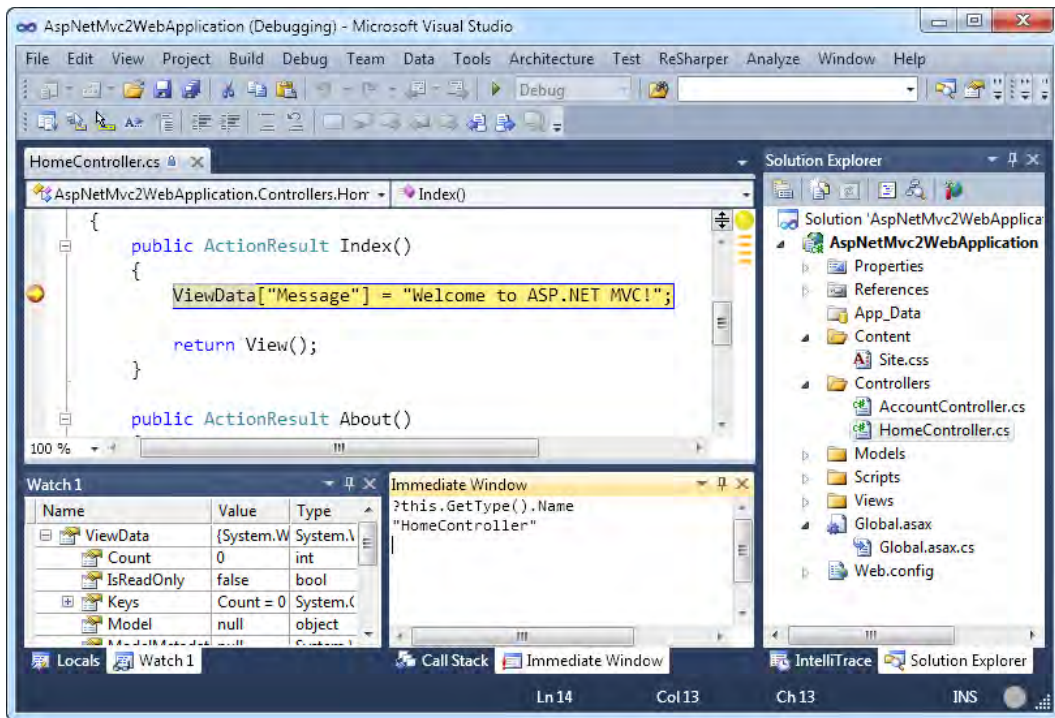 AspNetMvc2WebApplication (Debugging) - Microsoft Visual Studio
File Edit View Project Build Debug Team Data Tools Architecture Test ReSharper Analyze Window Help
Debug
HomeController.cs
AspNetMvc2WebApplication.Controllers.Hom Index()
{
public ActionResult Index()
{
ViewData["Message"] = "Welcome to ASP.NET MVC!";
return View();
}
public ActionResult About()
100 %
Watch 1
Name Value Type
ViewData {System.W System.\
Count 0 int
IsReadOnly false bool
Keys Count = 0 System.(
Model null object
Locals Watch 1
Immediate Window
?this.GetType().Name
"HomeController"
Call Stack Immediate Window
Solution Explorer
Solution 'AspNetMvc2WebApplica
AspNetMvc2WebApplication
Properties
References
App_Data
Content
Site.css
Controllers
AccountController.cs
HomeController.cs
Models
Scripts
Views
Global.asax
Global.asax.cs
Web.config
IntelliTrace Solution Explorer
Ln 14 Col 13 Ch 13 INS